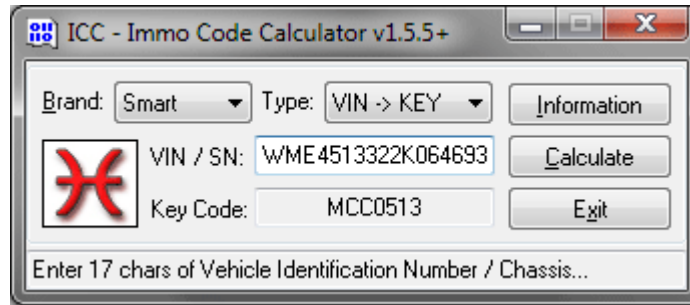 ICC - Immo Code Calculator v1.5.5+
Brand: Smart Type: VIN -> KEY Information
VIN / SN: WME4513322K064693 Calculate
Key Code: MCC0513 Exit
Enter 17 chars of Vehicle Identification Number / Chassis...